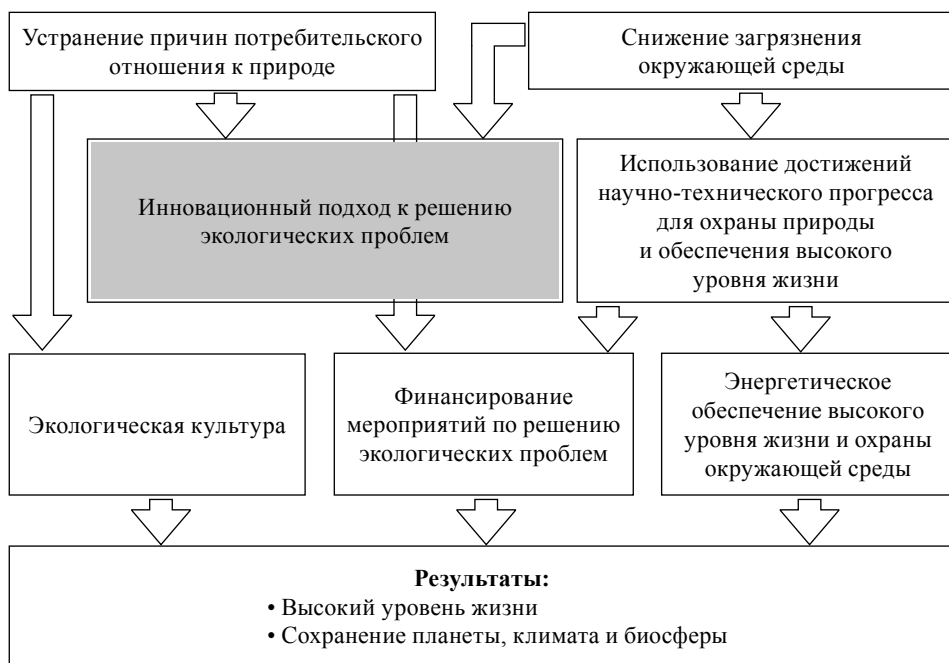 Устранение причин потребительского
отношения к природе
Снижение загрязнения
окружающей среды
Инновационный подход к решению
экологических проблем
Использование достижений
научно-технического прогресса
для охраны природы
и обеспечения высокого
уровня жизни
Экологическая культура
Финансирование
мероприятий по решению
экологических проблем
Энергетическое
обеспечение высокого
уровня жизни и охраны
окружающей среды
Результаты:
• Высокий уровень жизни
• Сохранение планеты, климата и биосферы